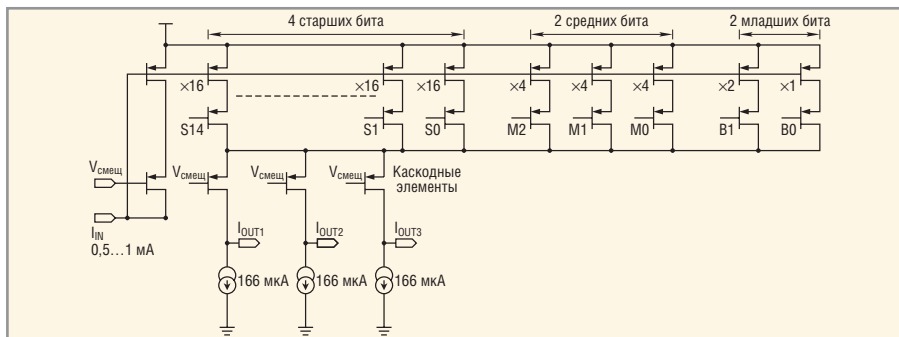 4 старших бита
2 средних бита
2 младших бита
×16
×16
×16
×4
×4
×4
×2
×1
S14
S1
S0
M2
M1
M0
B1
B0
Vсмещ
Vсмещ
Vсмещ
Vсмещ
Каскодные
элементы
IIN
0,5...1 мА
IOUT1
IOUT2
IOUT3
166 мкА
166 мкА
166 мкА